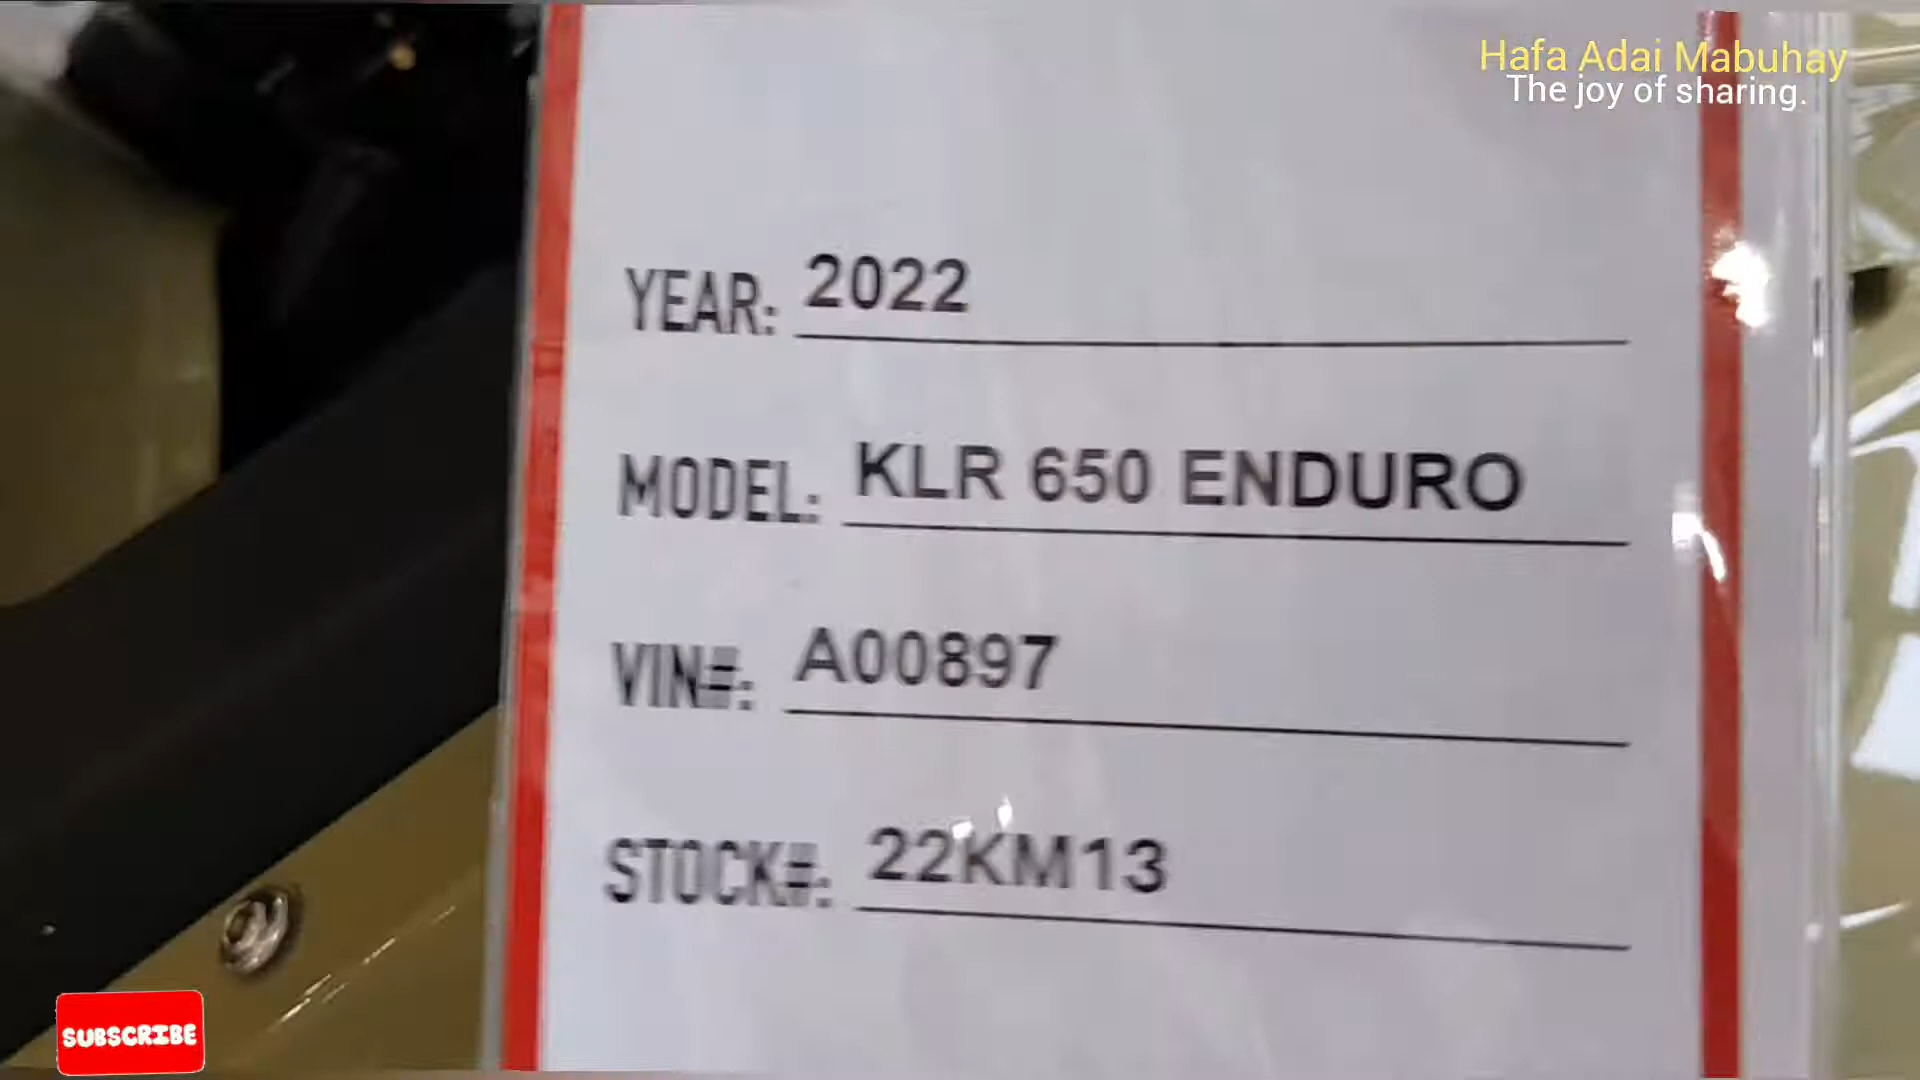 Hafa Adai Mabuhay
The joy of sharing.
YEAR: 2022
MODEL: KLR 650 ENDURO
VIN#: A00897
STOCK#: 22KM13
SUBSCRIBE